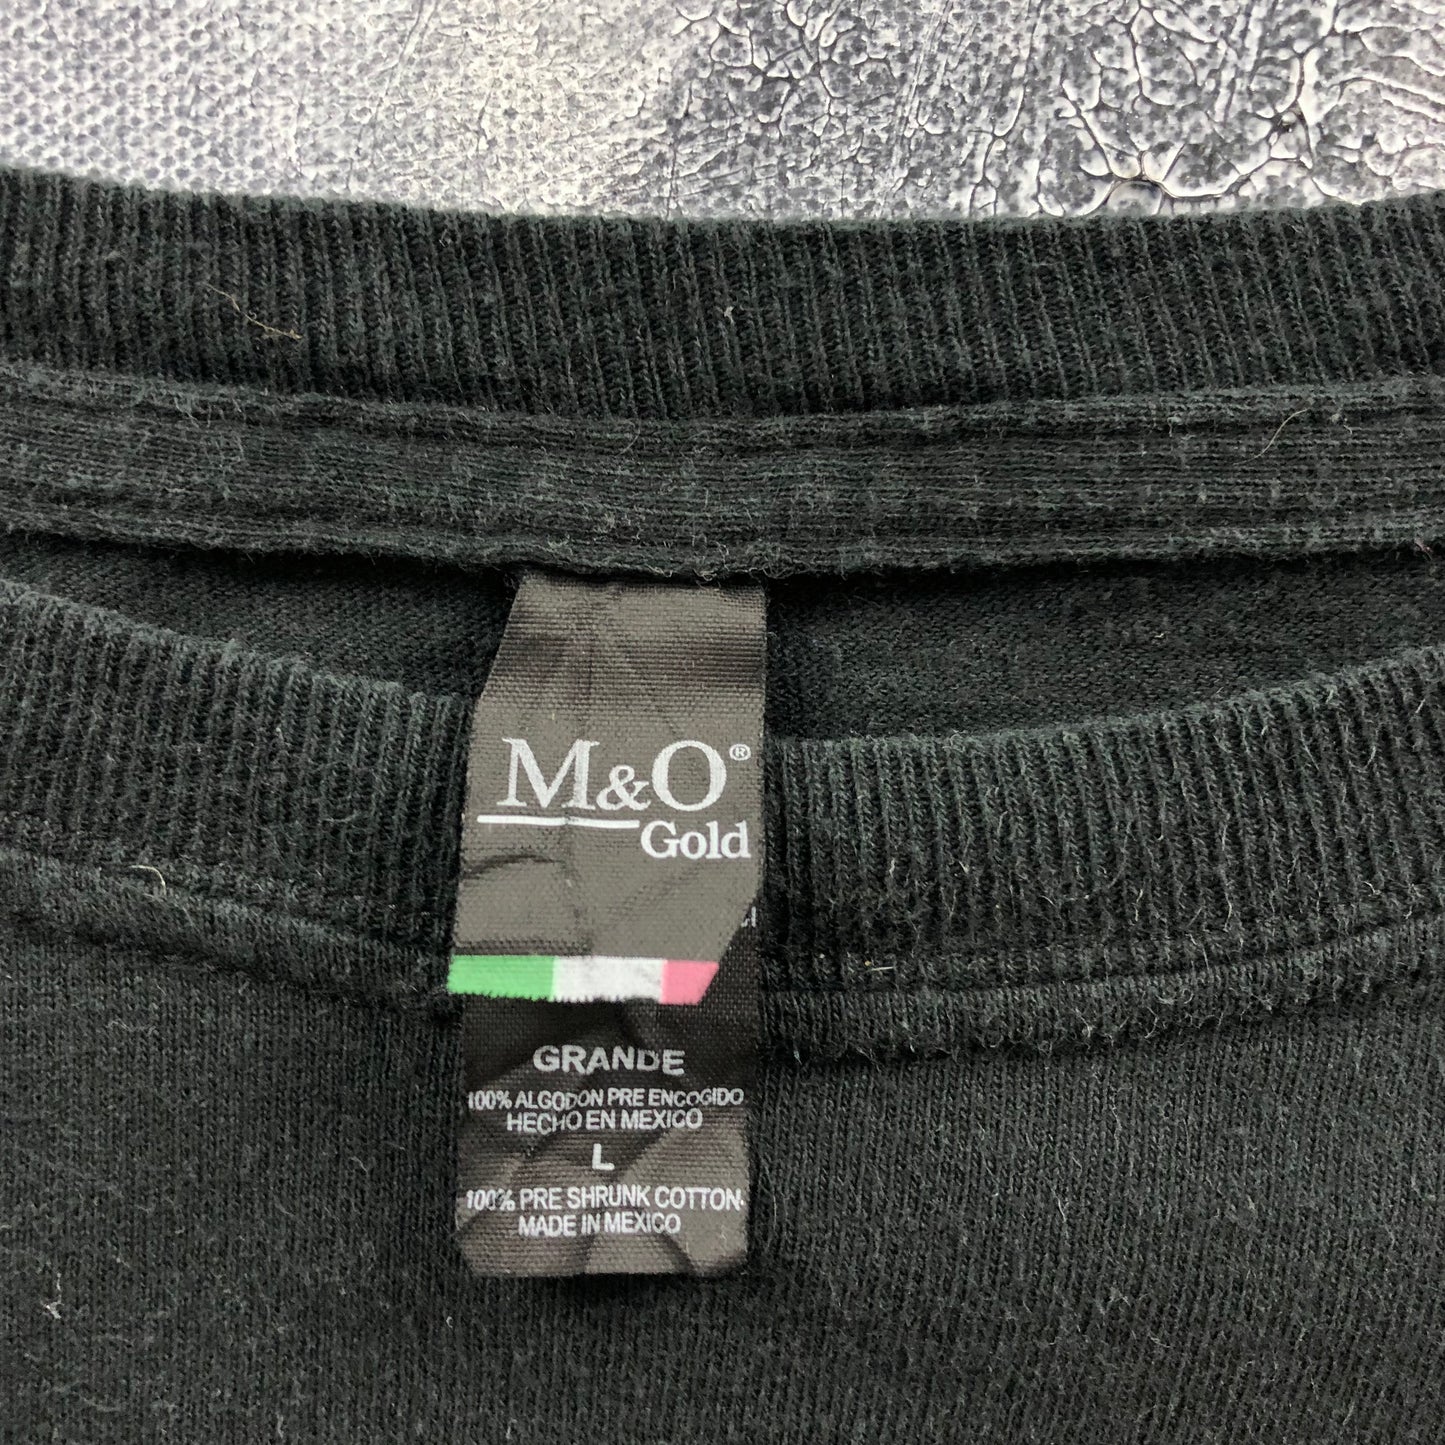 M&O®
Gold
GRANDE
100% ALGODON PRE ENCOGIDO
HECHO EN MEXICO
L
100% PRE SHRUNK COTTON
MADE IN MEXICO